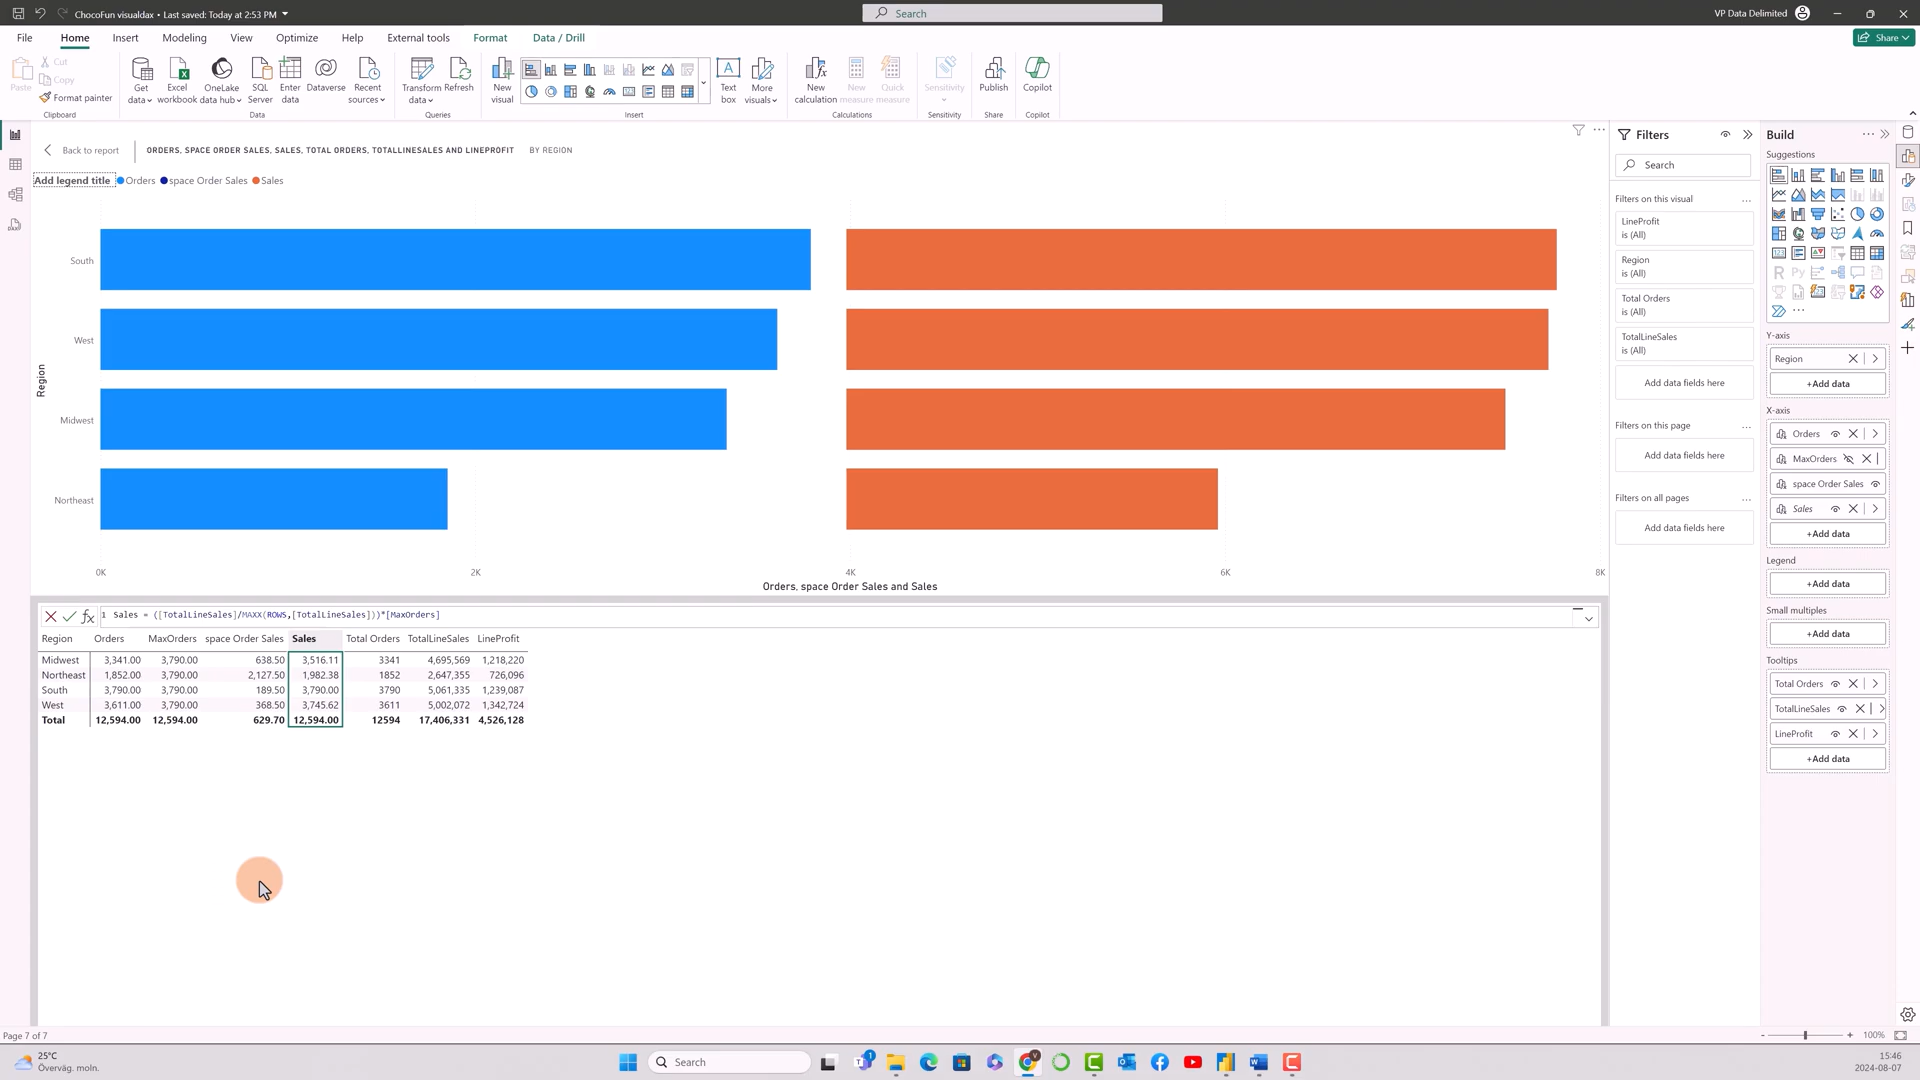 ChocoFun visualdax • Last saved: Today at 2:53 PM
Search
VP Data Delimited
File Home Insert Modeling View Optimize Help External tools Format Data / Drill
Share
Paste
Cut
Copy
Format painter
Clipboard
Get data
Excel workbook
OneLake data hub
SQL Server
Enter data
Dataverse
Recent sources
Data
Transform data
Refresh
Queries
New visual
Text box
More visuals
Insert
New calculation
New measure
Quick measure
Calculations
Sensitivity
Sensitivity
Publish
Share
Copilot
Copilot
Back to report
ORDERS, SPACE ORDER SALES, SALES, TOTAL ORDERS, TOTALLINESALES AND LINEPROFIT BY REGION
Add legend title Orders space Order Sales Sales
Region
South
West
Midwest
Northeast
0K 2K 4K 6K 8K
Orders, space Order Sales and Sales
1 Sales = ([TotalLineSales]/MAXX(ROWS,[TotalLineSales]))*[MaxOrders]
Region Orders MaxOrders space Order Sales Sales Total Orders TotalLineSales LineProfit
Midwest 3,341.00 3,790.00 638.50 3,516.11 3341 4,695,569 1,218,220
Northeast 1,852.00 3,790.00 2,127.50 1,982.38 1852 2,647,355 726,096
South 3,790.00 3,790.00 189.50 3,790.00 3790 5,061,335 1,239,087
West 3,611.00 3,790.00 368.50 3,745.62 3611 5,002,072 1,342,724
Total 12,594.00 12,594.00 629.70 12,594.00 12594 17,406,331 4,526,128
Filters
Search
Filters on this visual
LineProfit
is (All)
Region
is (All)
Total Orders
is (All)
TotalLineSales
is (All)
Add data fields here
Filters on this page
Add data fields here
Filters on all pages
Add data fields here
Build
Suggestions
R Py
123
Y-axis
Region
+Add data
X-axis
Orders
MaxOrders
space Order Sales
Sales
+Add data
Legend
+Add data
Small multiples
+Add data
Tooltips
Total Orders
TotalLineSales
LineProfit
+Add data
Page 7 of 7
100%
25°C
Överväg. moln.
Search
15:46
2024-08-07